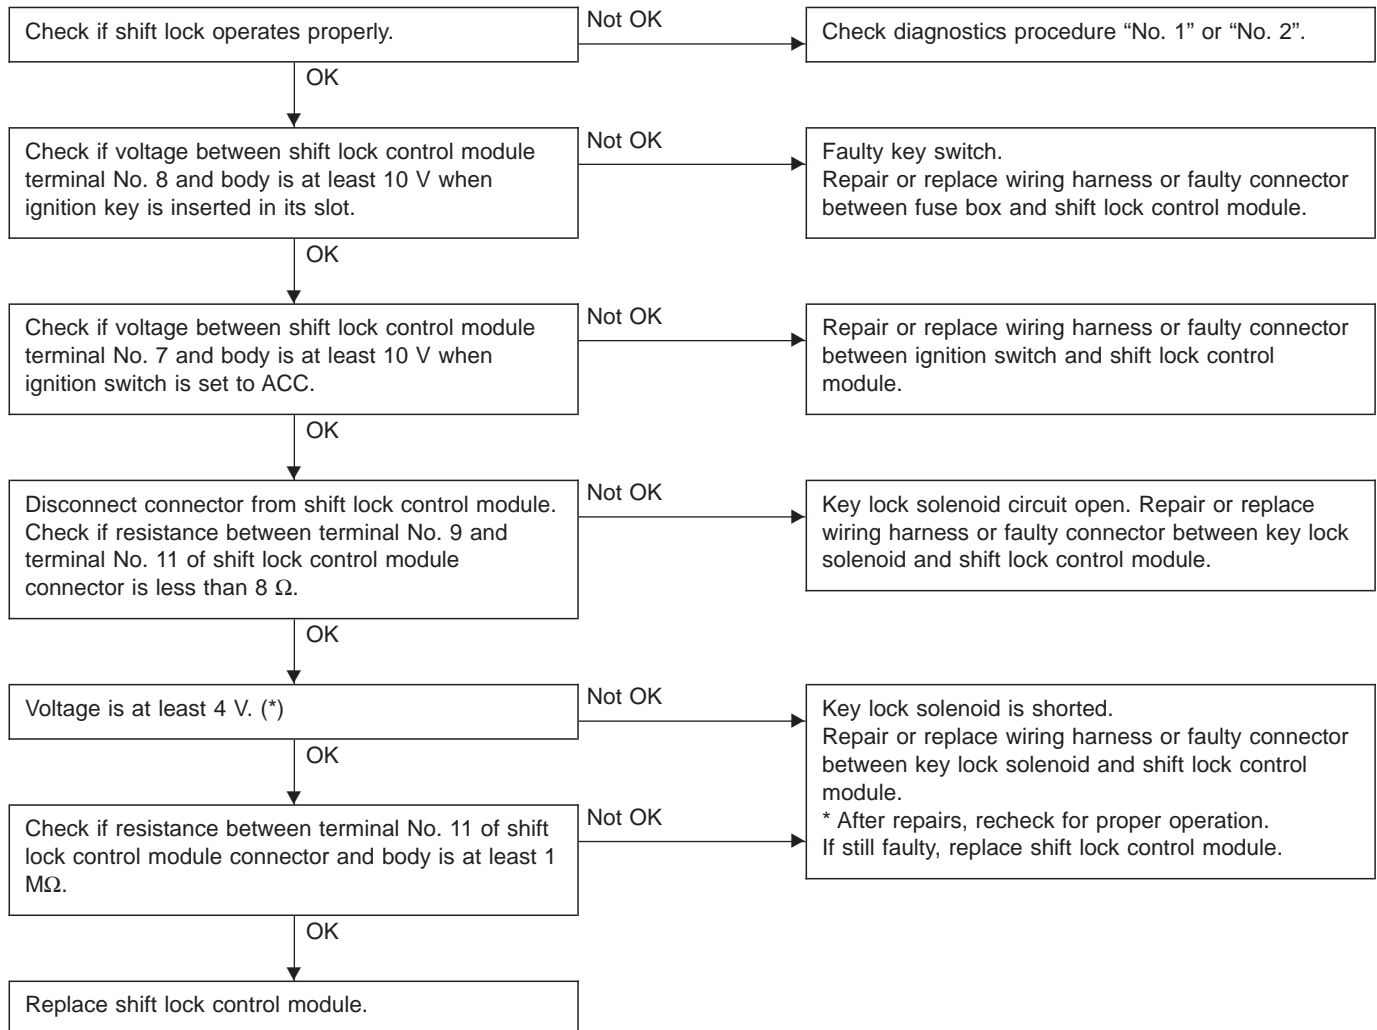 Check if shift lock operates properly.
Not OK
Check diagnostics procedure “No. 1” or “No. 2”.
OK
Check if voltage between shift lock control module
terminal No. 8 and body is at least 10 V when
ignition key is inserted in its slot.
Not OK
Faulty key switch.
Repair or replace wiring harness or faulty connector
between fuse box and shift lock control module.
OK
Check if voltage between shift lock control module
terminal No. 7 and body is at least 10 V when
ignition switch is set to ACC.
Not OK
Repair or replace wiring harness or faulty connector
between ignition switch and shift lock control
module.
OK
Disconnect connector from shift lock control module.
Check if resistance between terminal No. 9 and
terminal No. 11 of shift lock control module
connector is less than 8 Ω.
Not OK
Key lock solenoid circuit open. Repair or replace
wiring harness or faulty connector between key lock
solenoid and shift lock control module.
OK
Voltage is at least 4 V. (*)
Not OK
Key lock solenoid is shorted.
Repair or replace wiring harness or faulty connector
between key lock solenoid and shift lock control
module.
* After repairs, recheck for proper operation.
If still faulty, replace shift lock control module.
OK
Check if resistance between terminal No. 11 of shift
lock control module connector and body is at least 1
MΩ.
Not OK
OK
Replace shift lock control module.